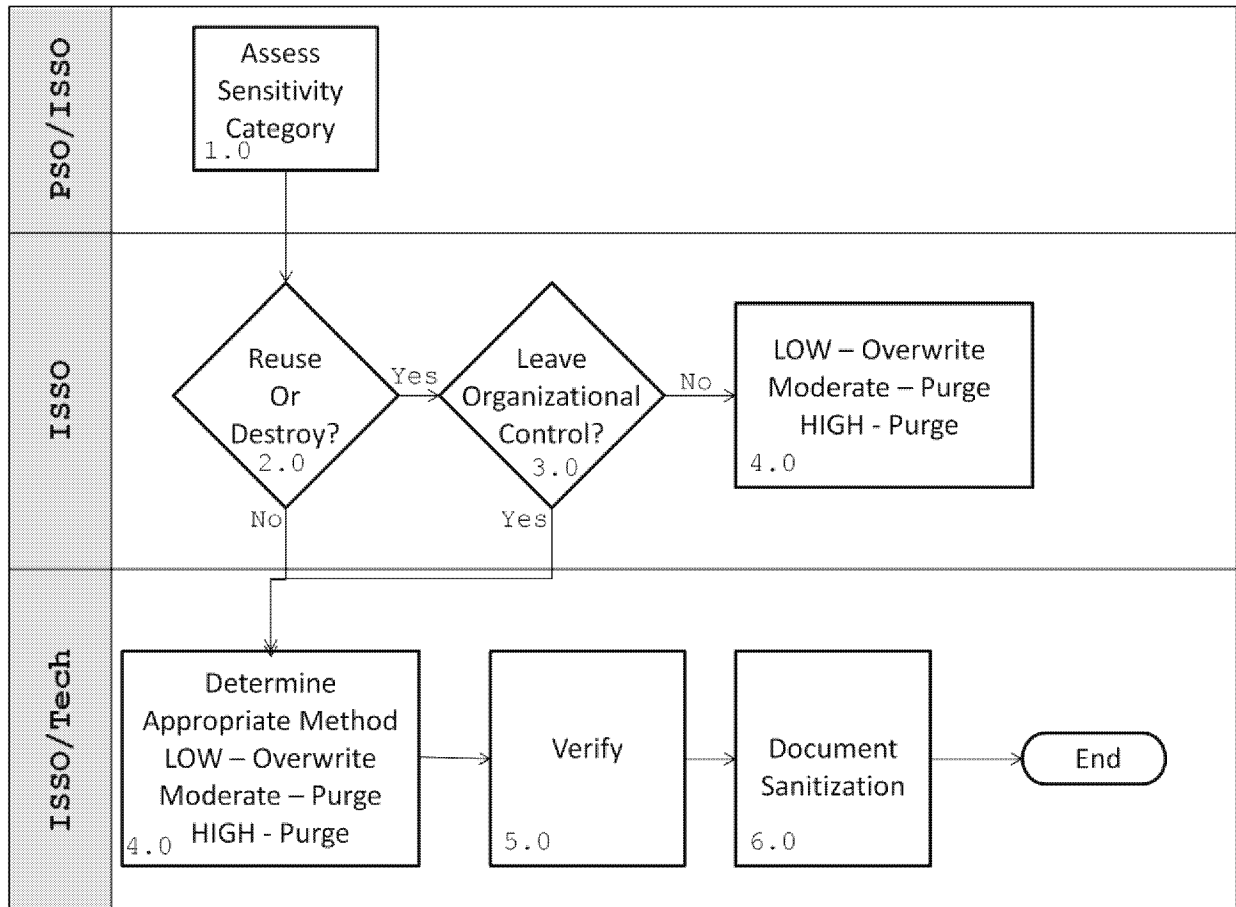 PSO/ISSO
Assess
Sensitivity
Category
1.0
ISSO
Reuse
Or
Destroy?
2.0
Yes
No
Leave
Organizational
Control?
3.0
No
Yes
LOW – Overwrite
Moderate – Purge
HIGH - Purge
4.0
ISSO/Tech
Determine
Appropriate Method
LOW – Overwrite
Moderate – Purge
HIGH - Purge
4.0
Verify
5.0
Document
Sanitization
6.0
End